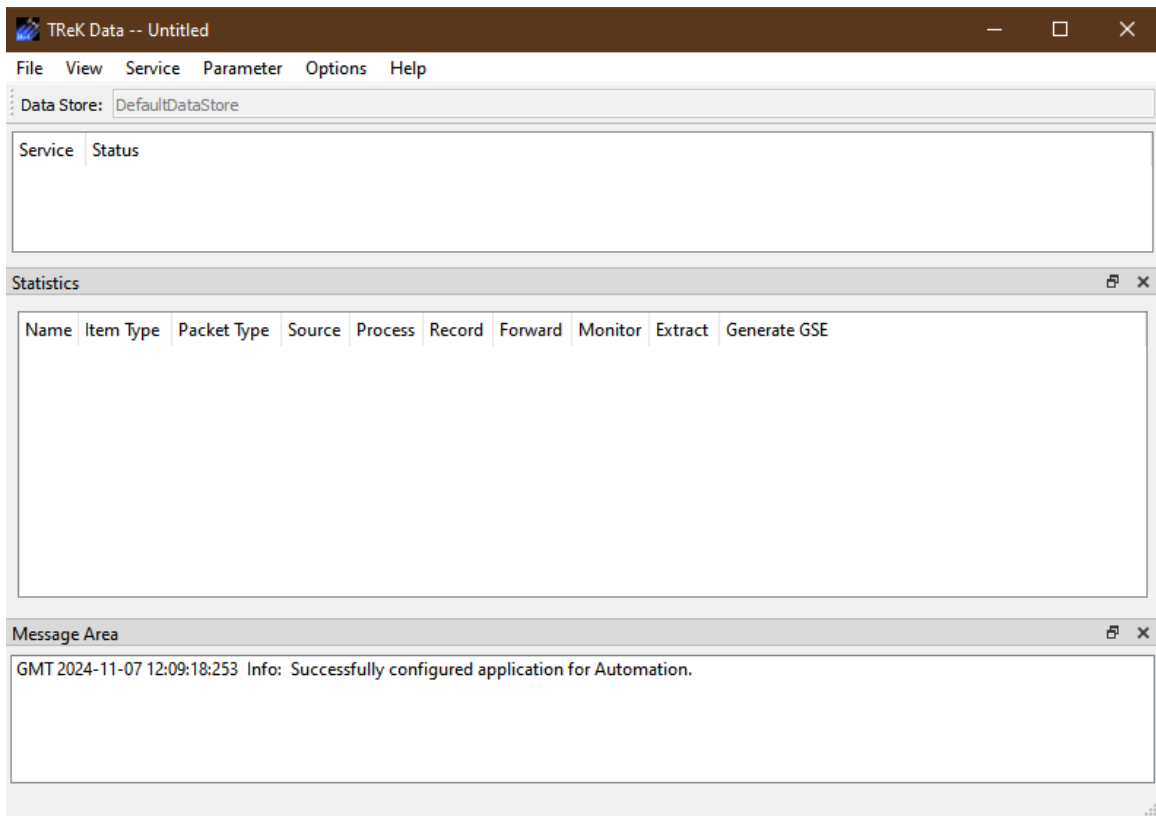 TReK Data -- Untitled
File View Service Parameter Options Help
Data Store: DefaultDataStore
Service Status
Statistics
Name Item Type Packet Type Source Process Record Forward Monitor Extract Generate GSE
Message Area
GMT 2024-11-07 12:09:18:253 Info: Successfully configured application for Automation.